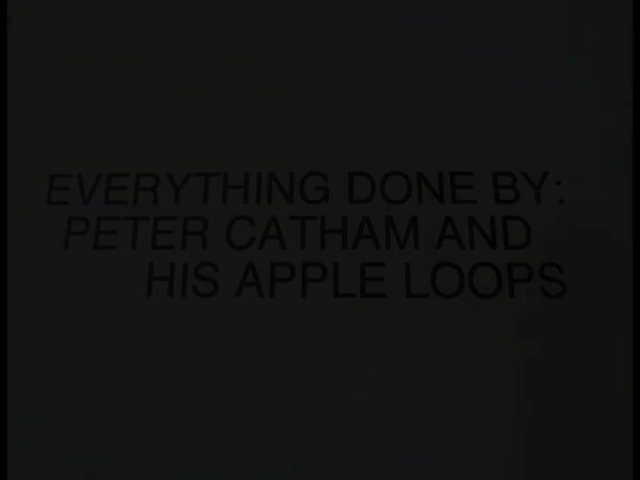 EVERYTHING DONE BY:
PETER CATHAM AND
HIS APPLE LOOPS